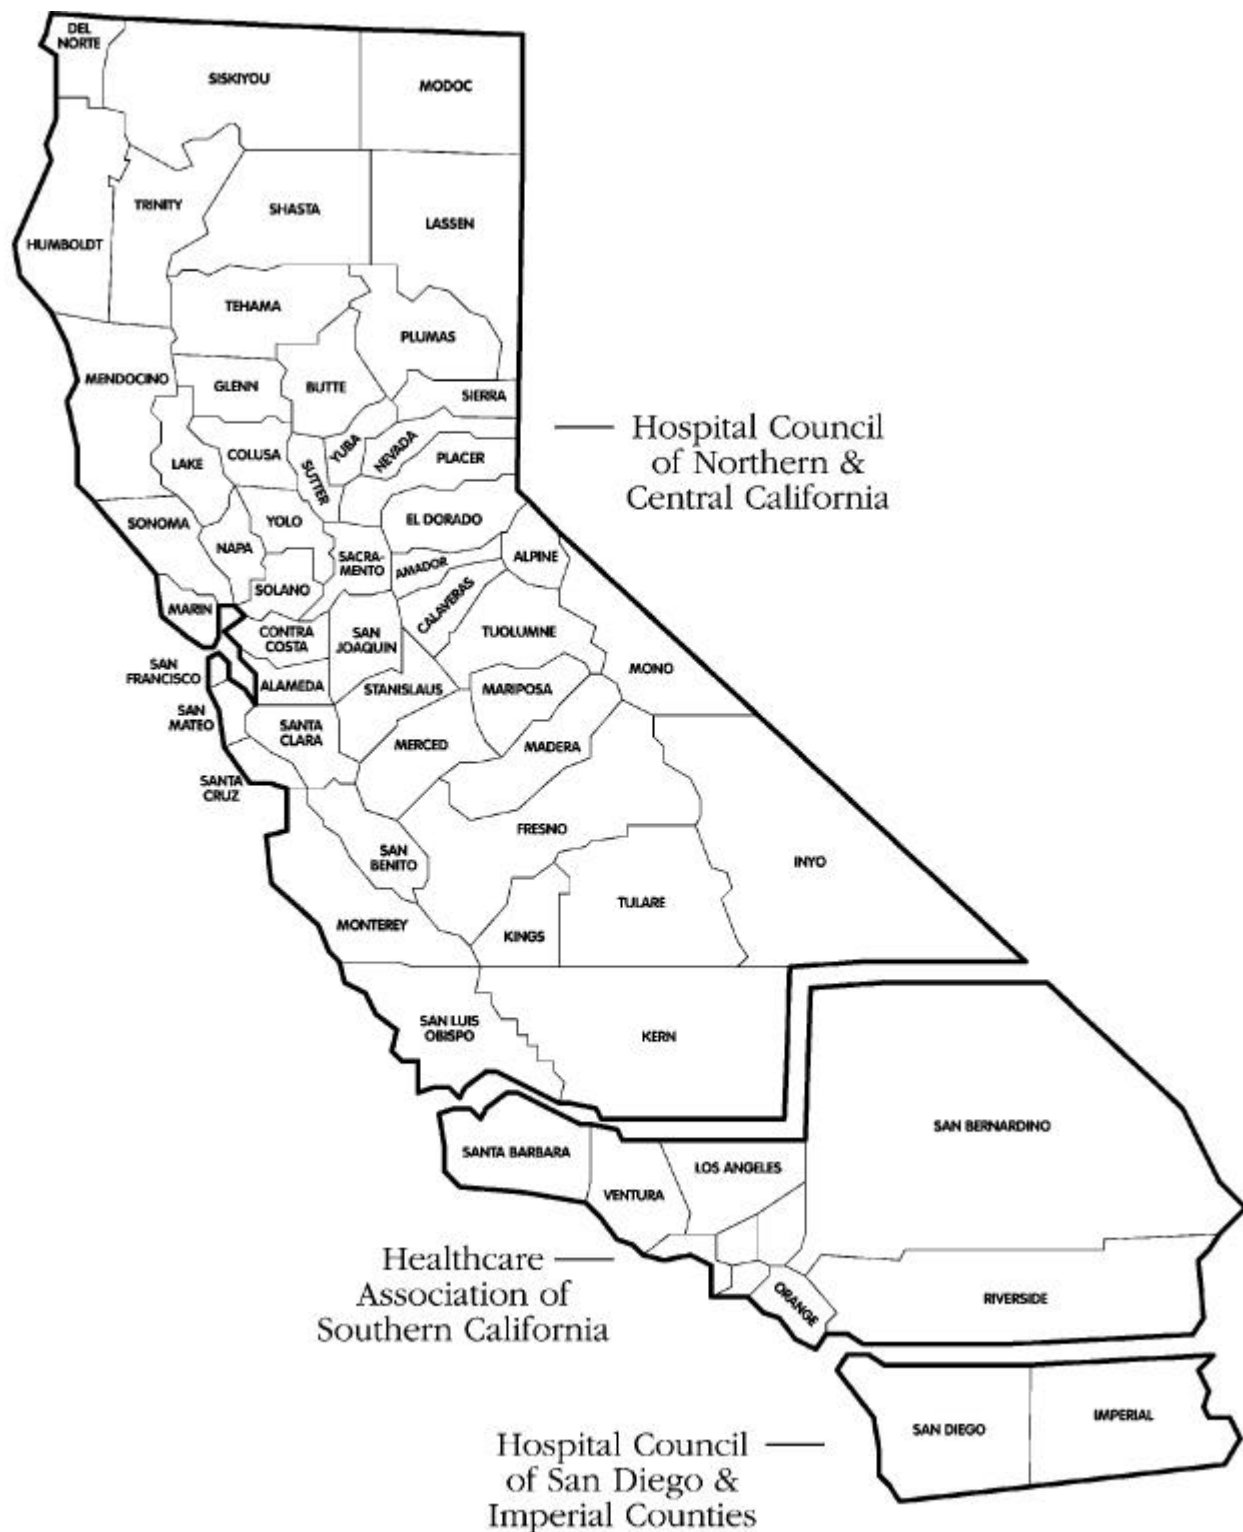 DEL
NORTE
SISKIYOU
MODOC
TRINITY
SHASTA
LASSEN
HUMBOLDT
TEHAMA
PLUMAS
MENDOCINO
GLENN
BUTTE
SIERRA
Hospital Council
of Northern &
Central California
LAKE
COLUSA
SUTTER
YUBA
NEVADA
PLACER
SONOMA
NAPA
YOLO
EL DORADO
SACRA-
MENTO
AMADOR
ALPINE
SOLANO
CALAVERAS
MARIN
CONTRA
COSTA
SAN
JOAQUIN
TUOLUMNE
MONO
SAN
FRANCISCO
ALAMEDA
STANISLAUS
MARIPOSA
SAN
MATEO
SANTA
CLARA
MERCED
MADERA
SANTA
CRUZ
FRESNO
SAN
BENITO
INYO
TULARE
MONTEREY
KINGS
SAN LUIS
OBISPO
KERN
SAN BERNARDINO
SANTA BARBARA
LOS ANGELES
VENTURA
Healthcare
Association of
Southern California
ORANGE
RIVERSIDE
SAN DIEGO
IMPERIAL
Hospital Council
of San Diego &
Imperial Counties